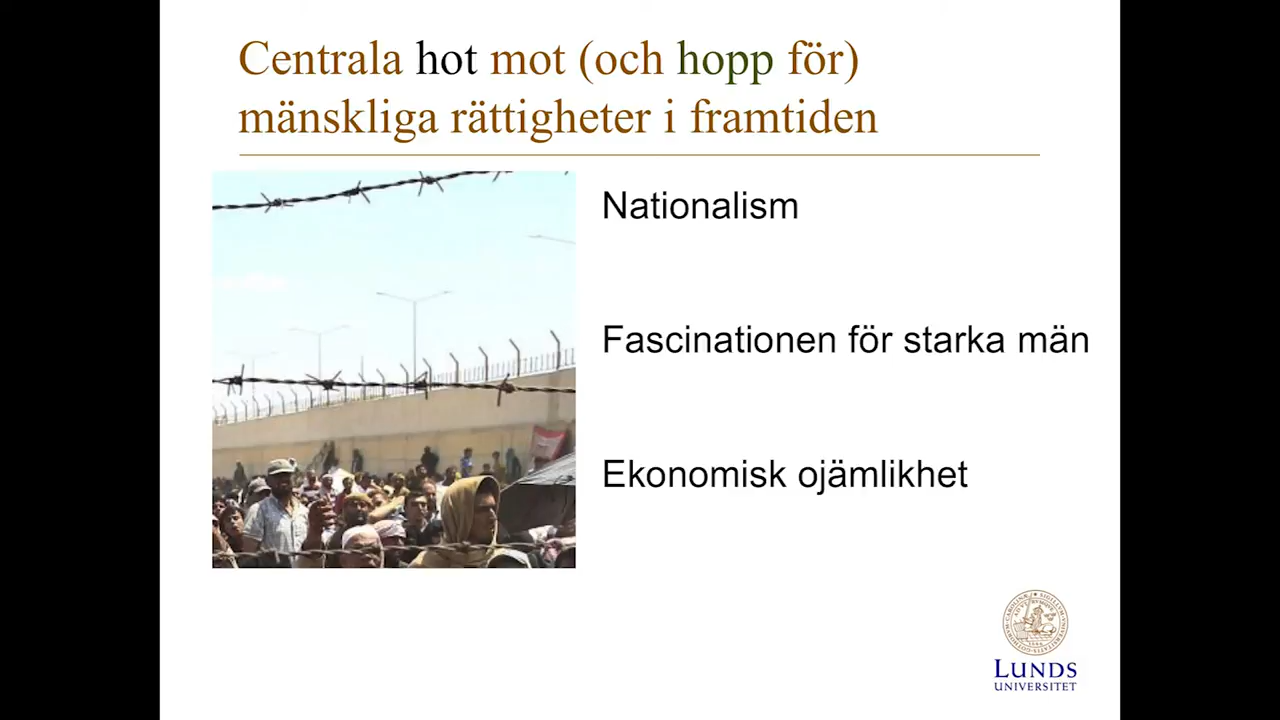 Centrala hot mot (och hopp för)
mänskliga rättigheter i framtiden
Nationalism
Fascinationen för starka män
Ekonomisk ojämlikhet
LUNDS
UNIVERSITET